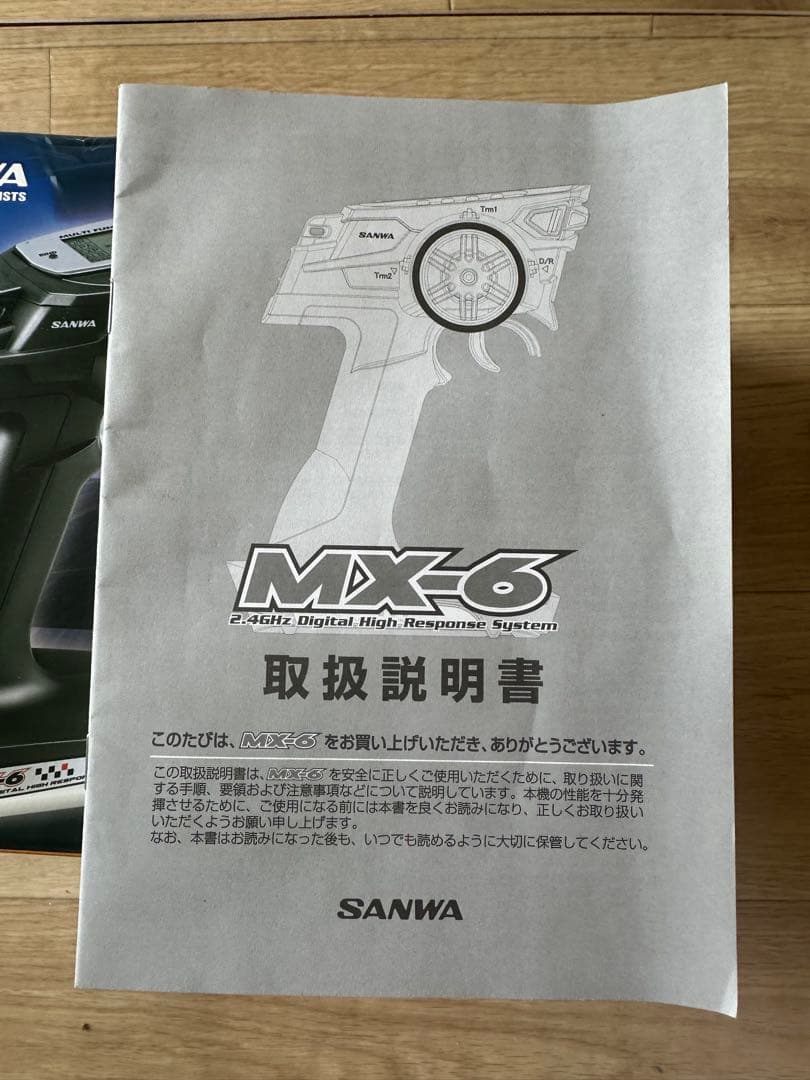 SANWA
Trm1
Trm2
D/R
MX-6
2.4GHz Digital High Response System
取扱説明書
このたびは、MX-6 をお買い上げいただき、ありがとうございます。
この取扱説明書は、MX-6 を安全に正しくご使用いただくために、取り扱いに関
する手順、要領および注意事項などについて説明しています。本機の性能を十分発
揮させるために、ご使用になる前には本書を良くお読みになり、正しくお取り扱い
いただくようお願い申し上げます。
なお、本書はお読みになった後も、いつでも読めるように大切に保管してください。
SANWA
SANWA